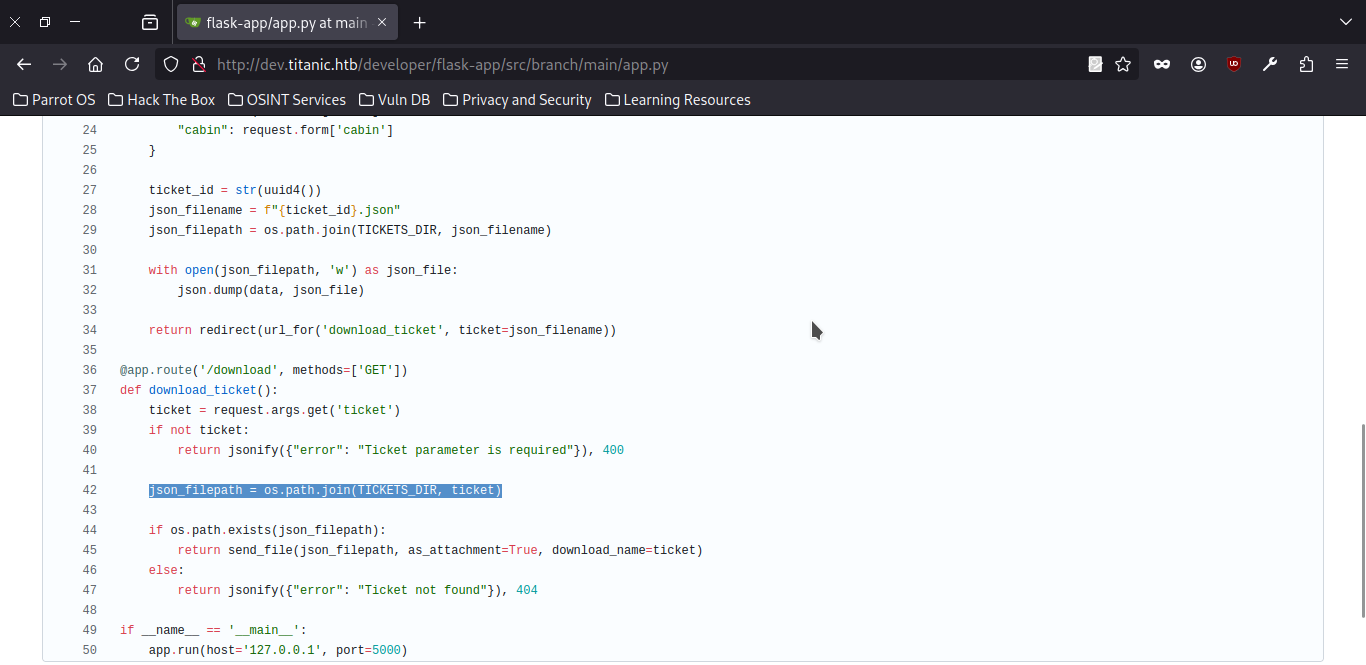 flask-app/app.py at main
http://dev.titanic.htb/developer/flask-app/src/branch/main/app.py
Parrot OS Hack The Box OSINT Services Vuln DB Privacy and Security Learning Resources
24 "cabin": request.form['cabin']
25 }
26
27 ticket_id = str(uuid4())
28 json_filename = f"{ticket_id}.json"
29 json_filepath = os.path.join(TICKETS_DIR, json_filename)
30
31 with open(json_filepath, 'w') as json_file:
32 json.dump(data, json_file)
33
34 return redirect(url_for('download_ticket', ticket=json_filename))
35
36 @app.route('/download', methods=['GET'])
37 def download_ticket():
38 ticket = request.args.get('ticket')
39 if not ticket:
40 return jsonify({"error": "Ticket parameter is required"}), 400
41
42 json_filepath = os.path.join(TICKETS_DIR, ticket)
43
44 if os.path.exists(json_filepath):
45 return send_file(json_filepath, as_attachment=True, download_name=ticket)
46 else:
47 return jsonify({"error": "Ticket not found"}), 404
48
49 if __name__ == '__main__':
50 app.run(host='127.0.0.1', port=5000)